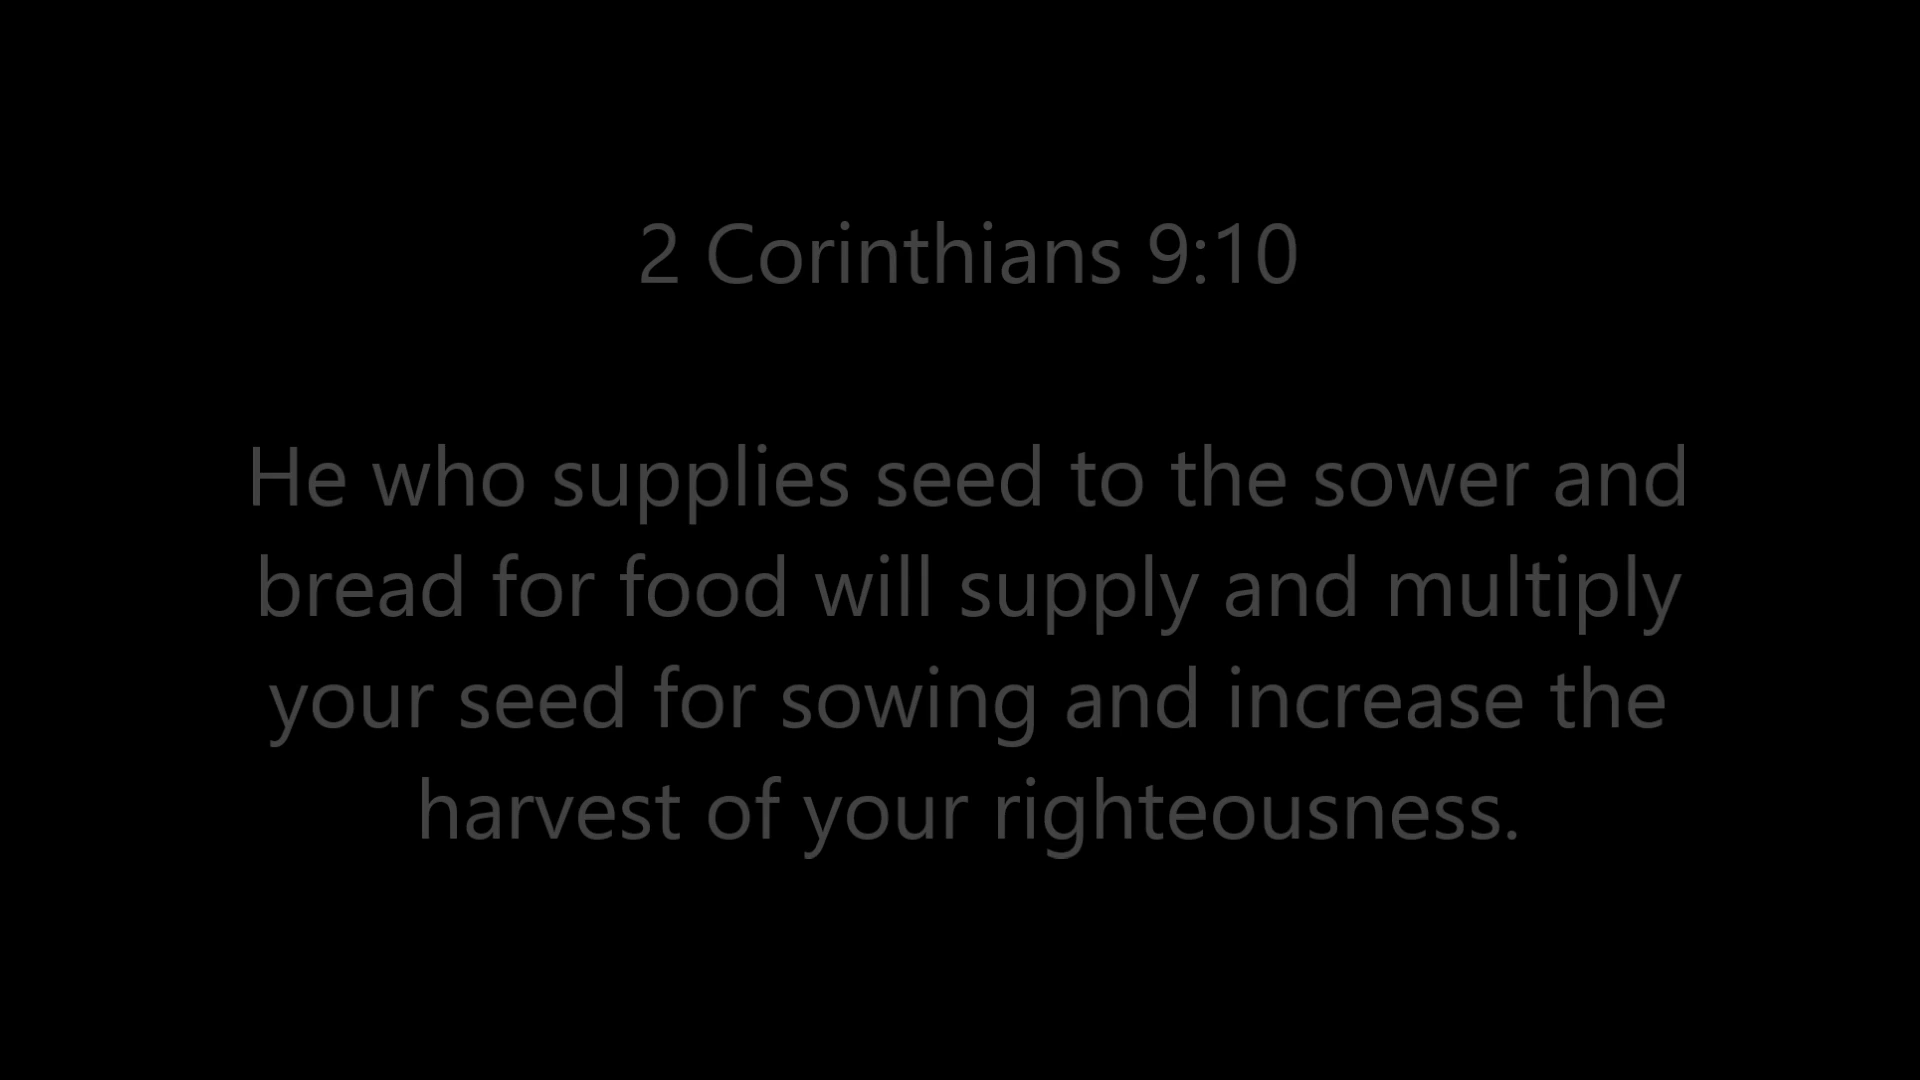 2 Corinthians 9:10
He who supplies seed to the sower and
bread for food will supply and multiply
your seed for sowing and increase the
harvest of your righteousness.